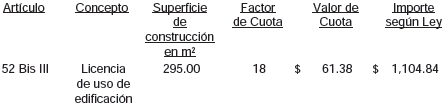 Artículo Concepto Superficie de construcción en m² Factor de Cuota Valor de Cuota Importe según Ley
52 Bis III Licencia de uso de edificación 295.00 18 $ 61.38 $ 1,104.84